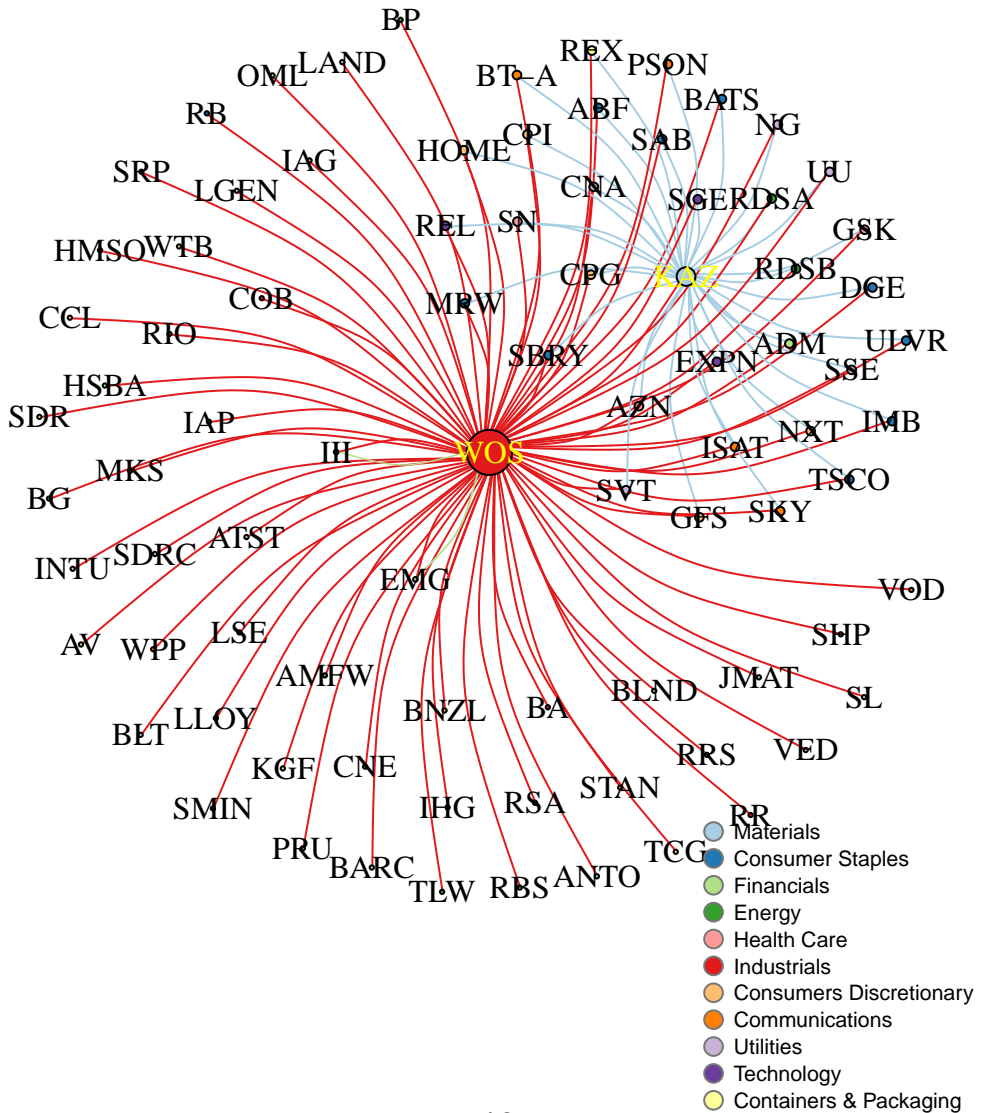 BP
REX
LAND
PSON
OML
BT–A
BATS
RB
ABF
NG
CPI
SAB
IAG
HOME
SRP
UU
LGEN
CNA
SGE
RDSA
REL
SN
GSK
HMSO
WTB
CPG
KAZ
RDSB
DGE
COB
MRW
CCL
RIO
ADM
ULVR
SBRY
EXPN
SSE
HSBA
SDR
IAP
AZN
NXT
IMB
IH
WOS
ISAT
MKS
BG
SVT
TSCO
GFS
SKY
ATST
INTU
SDRC
EMG
VOD
AV
WPP
LSE
SHP
AMFW
BLND
JMAT
SL
BLT
LLOY
BNZL
BA
RRS
VED
KGF
CNE
STAN
SMIN
IHG
RSA
RR
PRU
BARC
TLW
RBS
ANTO
TCG
Materials
Consumer Staples
Financials
Energy
Health Care
Industrials
Consumers Discretionary
Communications
Utilities
Technology
Containers & Packaging